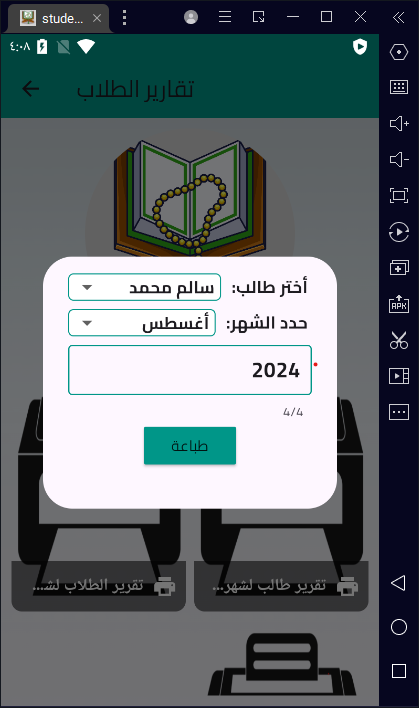 stude...
٤:٠٨
تقارير الطلاب
أختر طالب:
سالم محمد
حدد الشهر:
أغسطس
2024
4/4
طباعة
تقرير طالب لشهر...
تقرير الطلاب لش...
APK